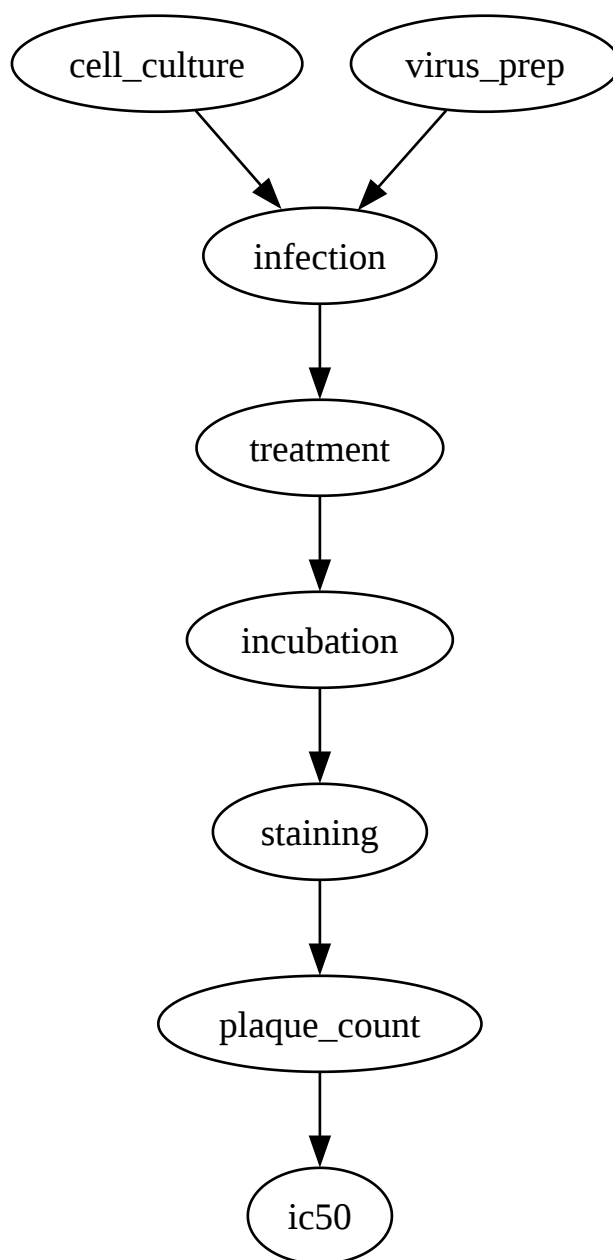 cell_culture
virus_prep
infection
treatment
incubation
staining
plaque_count
ic50